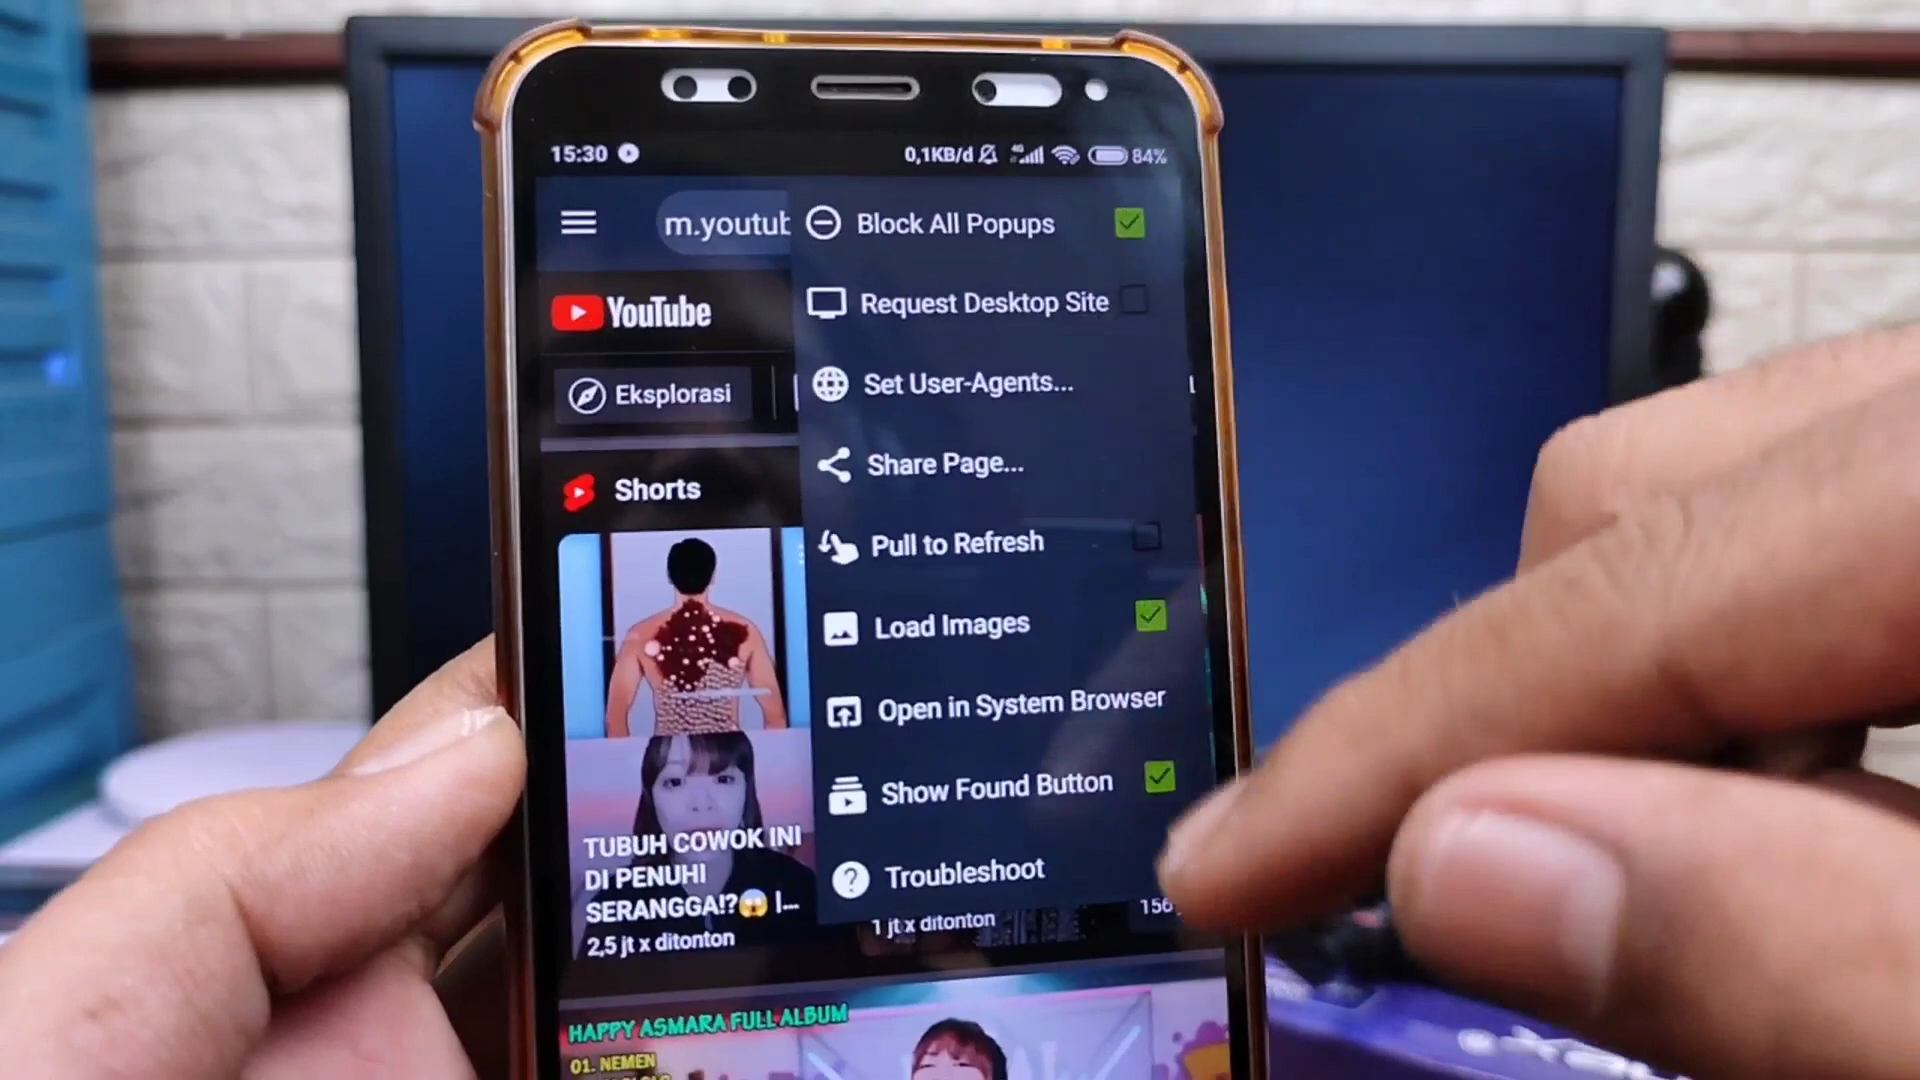 15:30
0,1KB/d
4G
84%
m.youtub
Block All Popups
Request Desktop Site
YouTube
Set User-Agents...
Eksplorasi
Share Page...
Shorts
Pull to Refresh
Load Images
Open in System Browser
Show Found Button
Troubleshoot
TUBUH COWOK INI
DI PENUHI
SERANGGA!?😱 |...
2,5 jt x ditonton
1 jt x ditonton
156
HAPPY ASMARA FULL ALBUM
01. NEMEN